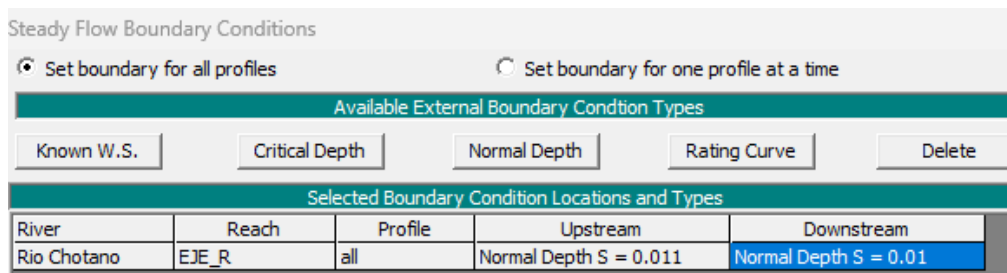 Steady Flow Boundary Conditions
Set boundary for all profiles Set boundary for one profile at a time
Available External Boundary Condtion Types
Known W.S. Critical Depth Normal Depth Rating Curve Delete
Selected Boundary Condition Locations and Types
River Reach Profile Upstream Downstream
Rio Chotano EJE_R all Normal Depth S = 0.011 Normal Depth S = 0.01